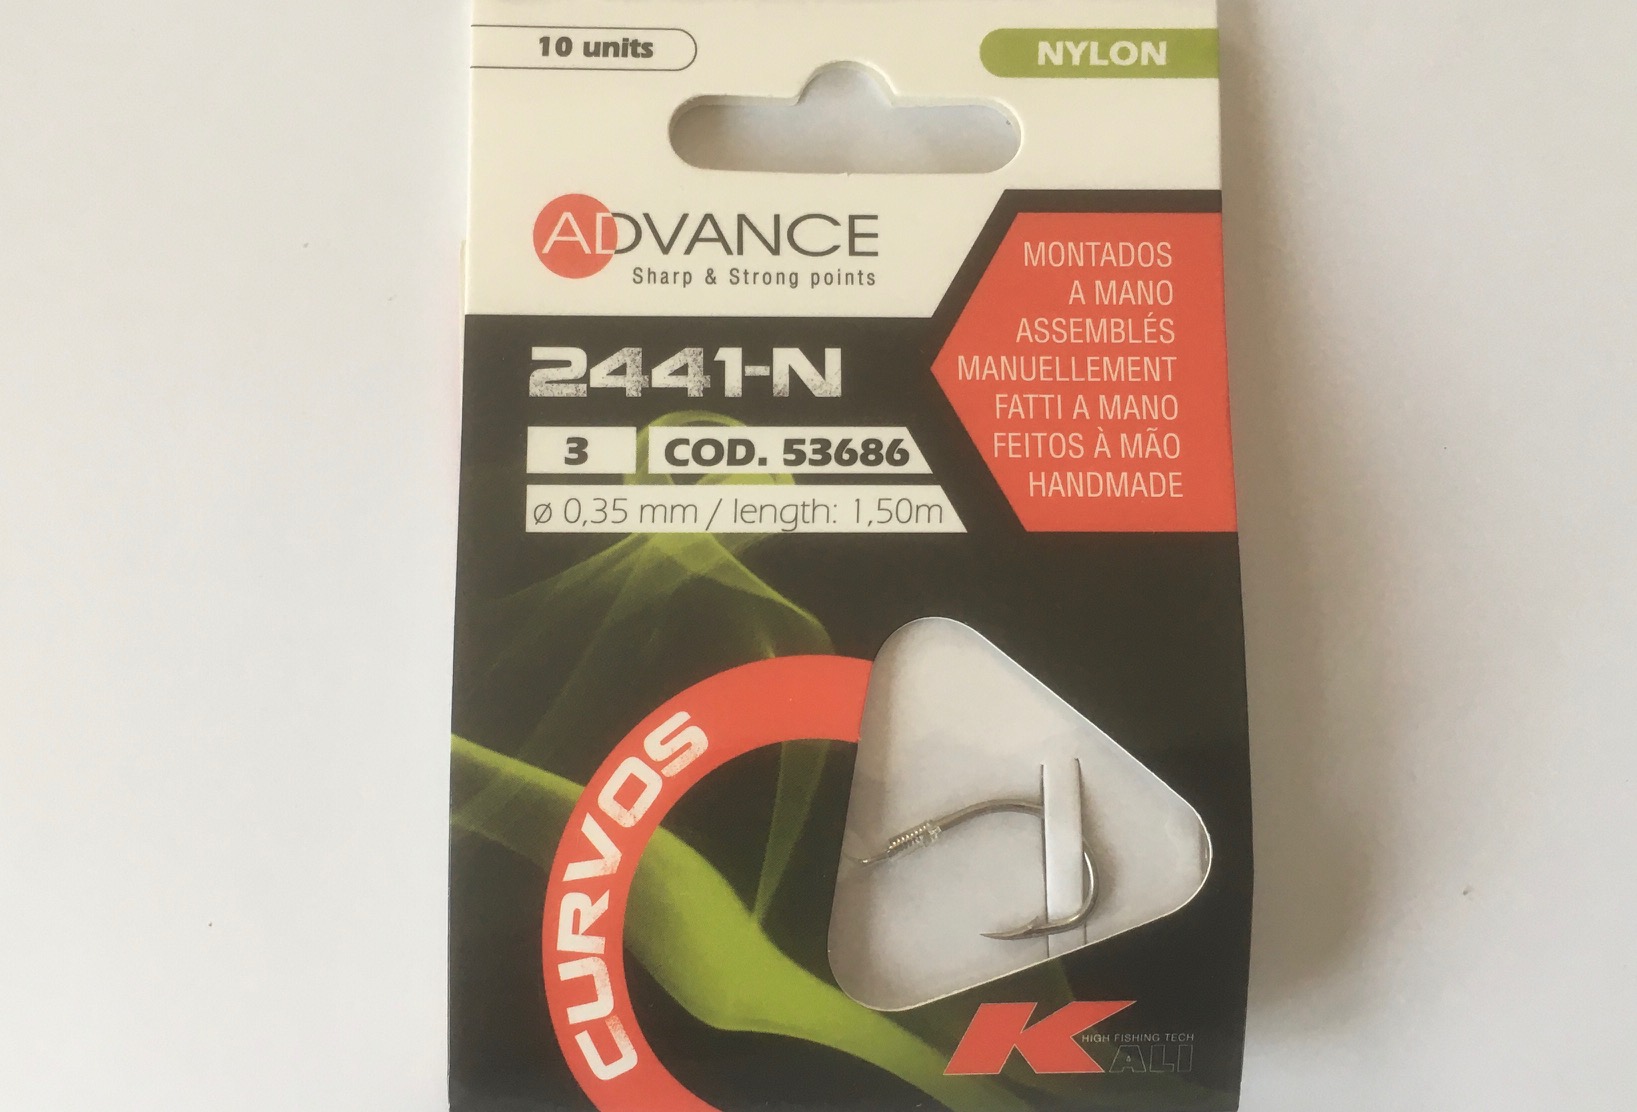 10 units
NYLON
ADVANCE
Sharp & Strong points
MONTADOS
A MANO
ASSEMBLÉS
MANUELLEMENT
FATTI A MANO
FEITOS À MÃO
HANDMADE
2441-N
3
COD. 53686
ø 0,35 mm / length: 1,50m
CURVOS
KALI
HIGH FISHING TECH